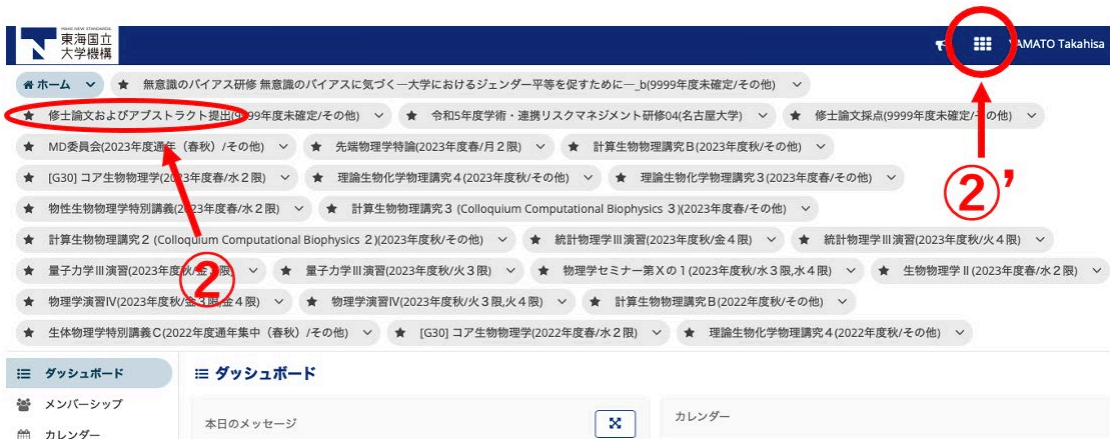 MAKE NEW STANDARDS.
東海国立
大学機構
YAMATO Takahisa
②’
ホーム
★ 無意識のバイアス研修 無意識のバイアスに気づく―大学におけるジェンダー平等を促すために―_b(9999年度未確定/その他)
★ 修士論文およびアブストラクト提出(9999年度未確定/その他) ★ 令和5年度学術・連携リスクマネジメント研修04(名古屋大学) ★ 修士論文採点(9999年度未確定/その他)
★ MD委員会(2023年度通年(春秋)/その他) ★ 先端物理学特論(2023年度春/月2限) ★ 計算生物物理講究B(2023年度秋/その他)
★ [G30] コア生物物理学(2023年度春/水2限) ★ 理論生物化学物理講究4(2023年度秋/その他) ★ 理論生物化学物理講究3(2023年度春/その他)
★ 物性生物物理学特別講義(2023年度春/水2限) ★ 計算生物物理講究3 (Colloquium Computational Biophysics 3)(2023年度春/その他)
★ 計算生物物理講究2 (Colloquium Computational Biophysics 2)(2023年度秋/その他) ★ 統計物理学III演習(2023年度秋/金4限) ★ 統計物理学III演習(2023年度秋/火4限)
②
★ 量子力学III演習(2023年度秋/金3限) ★ 量子力学III演習(2023年度秋/火3限) ★ 物理学セミナー第Xの1(2023年度秋/水3限,水4限) ★ 生物物理学II(2023年度春/水2限)
★ 物理学演習IV(2023年度秋/金3限,金4限) ★ 物理学演習IV(2023年度秋/火3限,火4限) ★ 計算生物物理講究B(2022年度秋/その他)
★ 生体物理学特別講義C(2022年度通年集中(春秋)/その他) ★ [G30] コア生物物理学(2022年度春/水2限) ★ 理論生物化学物理講究4(2022年度秋/その他)
ダッシュボード
メンバーシップ
カレンダー
ダッシュボード
本日のメッセージ
カレンダー